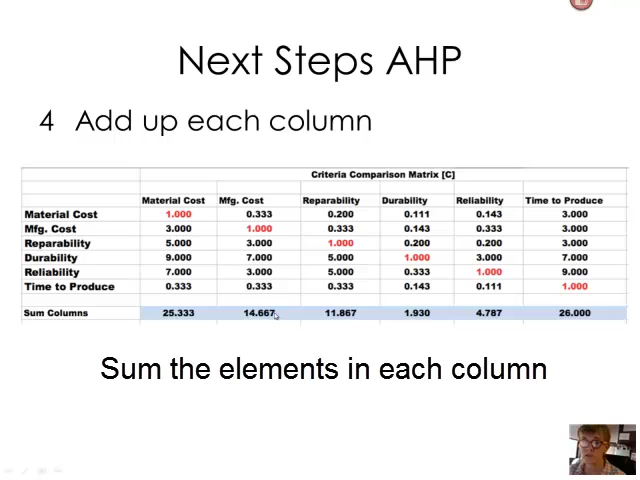 Next Steps AHP
4 Add up each column
Criteria Comparison Matrix [C]
Material Cost Mfg. Cost Reparability Durability Reliability Time to Produce
Material Cost 1.000 0.333 0.200 0.111 0.143 3.000
Mfg. Cost 3.000 1.000 0.333 0.143 0.333 3.000
Reparability 5.000 3.000 1.000 0.200 0.200 3.000
Durability 9.000 7.000 5.000 1.000 3.000 7.000
Reliability 7.000 3.000 5.000 0.333 1.000 9.000
Time to Produce 0.333 0.333 0.333 0.143 0.111 1.000
Sum Columns 25.333 14.667 11.867 1.930 4.787 26.000
Sum the elements in each column